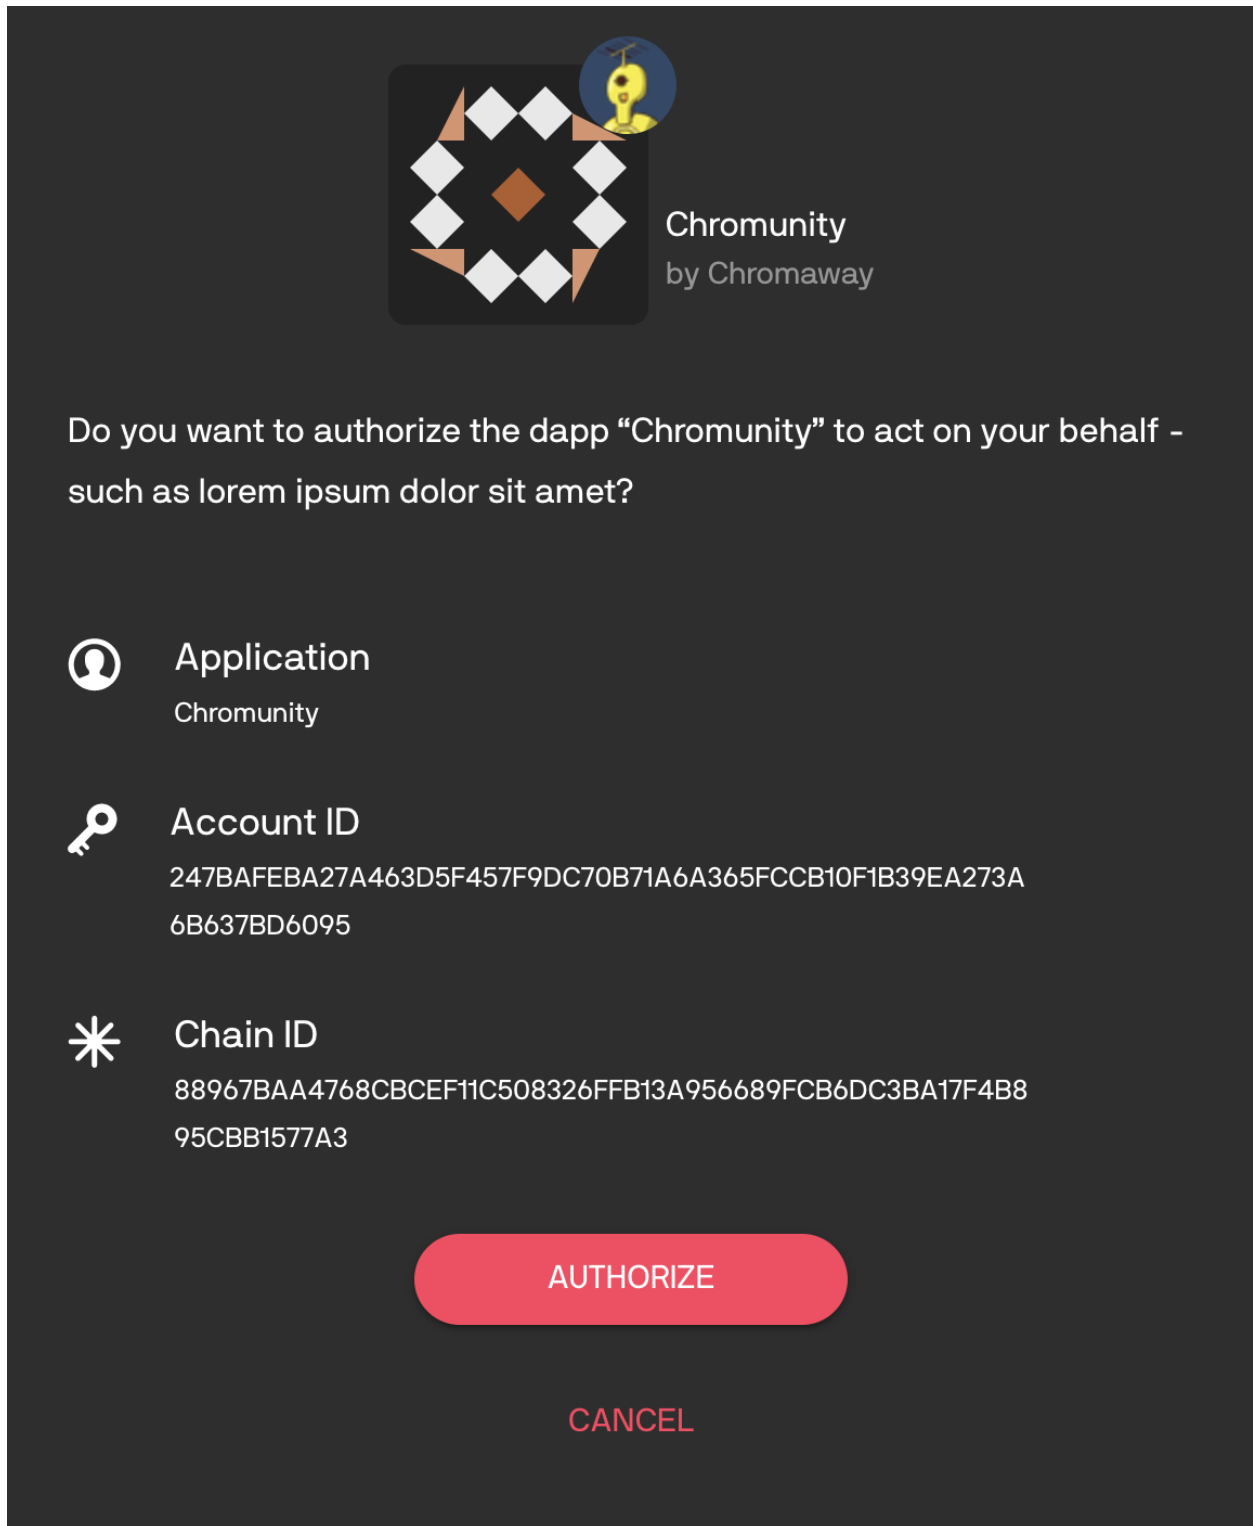 Chromunity
by Chromaway
Do you want to authorize the dapp “Chromunity” to act on your behalf -
such as lorem ipsum dolor sit amet?
Application
Chromunity
Account ID
247BAFEBA27A463D5F457F9DC70B71A6A365FCCB10F1B39EA273A
6B637BD6095
Chain ID
88967BAA4768CBCEF11C508326FFB13A956689FCB6DC3BA17F4B8
95CBB1577A3
AUTHORIZE
CANCEL